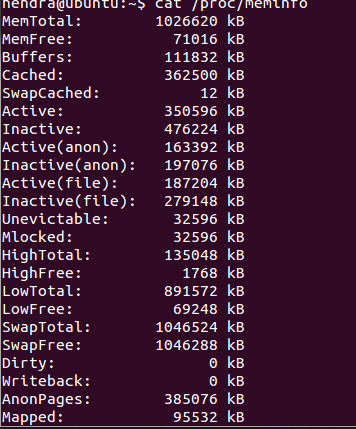 hendra@ubuntu:~$ cat /proc/meminfo
MemTotal: 1026620 kB
MemFree: 71016 kB
Buffers: 111832 kB
Cached: 362500 kB
SwapCached: 12 kB
Active: 350596 kB
Inactive: 476224 kB
Active(anon): 163392 kB
Inactive(anon): 197076 kB
Active(file): 187204 kB
Inactive(file): 279148 kB
Unevictable: 32596 kB
Mlocked: 32596 kB
HighTotal: 135048 kB
HighFree: 1768 kB
LowTotal: 891572 kB
LowFree: 69248 kB
SwapTotal: 1046524 kB
SwapFree: 1046288 kB
Dirty: 0 kB
Writeback: 0 kB
AnonPages: 385076 kB
Mapped: 95532 kB